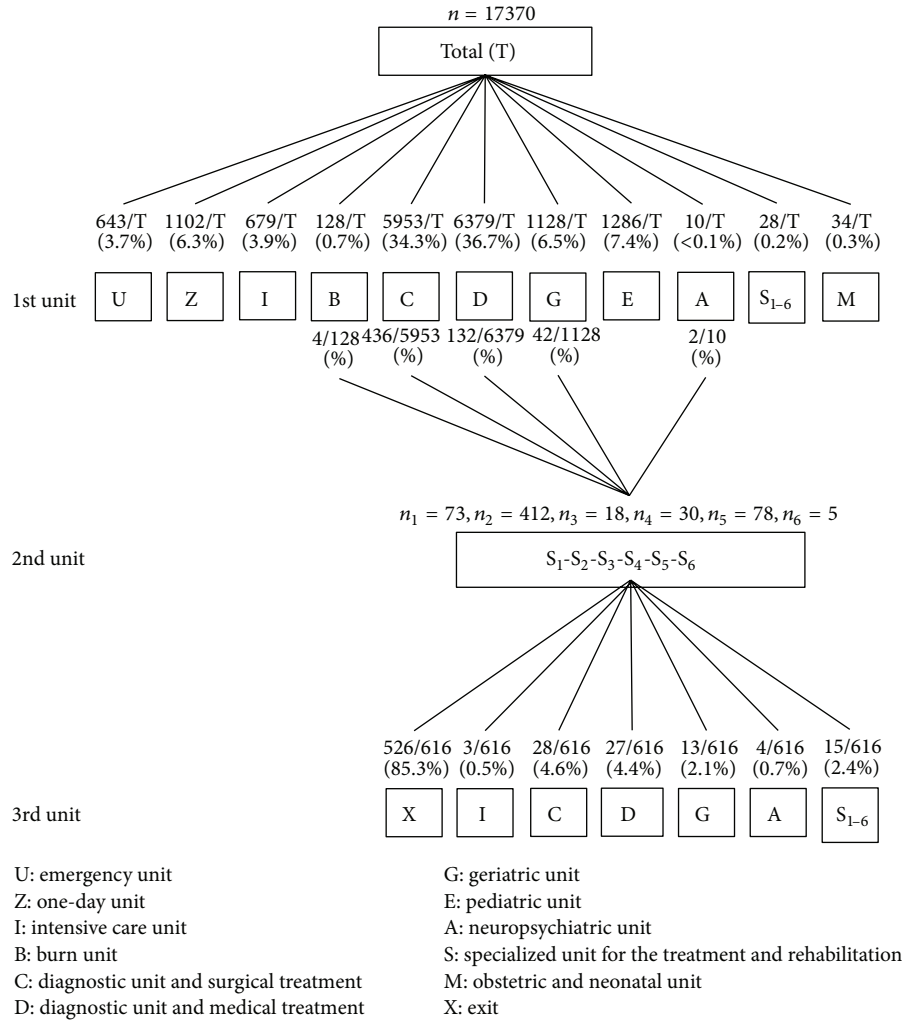 n = 17370
Total (T)
643/T 1102/T 679/T 128/T 5953/T 6379/T 1128/T 1286/T 10/T 28/T 34/T
(3.7%) (6.3%) (3.9%) (0.7%) (34.3%) (36.7%) (6.5%) (7.4%) (<0.1%) (0.2%) (0.3%)
1st unit U Z I B C D G E A S₁₋₆ M
4/128 436/5953 132/6379 42/1128 2/10
(%) (%) (%) (%) (%)
n₁ = 73, n₂ = 412, n₃ = 18, n₄ = 30, n₅ = 78, n₆ = 5
2nd unit S₁-S₂-S₃-S₄-S₅-S₆
526/616 3/616 28/616 27/616 13/616 4/616 15/616
(85.3%) (0.5%) (4.6%) (4.4%) (2.1%) (0.7%) (2.4%)
3rd unit X I C D G A S₁₋₆
U: emergency unit
Z: one-day unit
I: intensive care unit
B: burn unit
C: diagnostic unit and surgical treatment
D: diagnostic unit and medical treatment
G: geriatric unit
E: pediatric unit
A: neuropsychiatric unit
S: specialized unit for the treatment and rehabilitation
M: obstetric and neonatal unit
X: exit